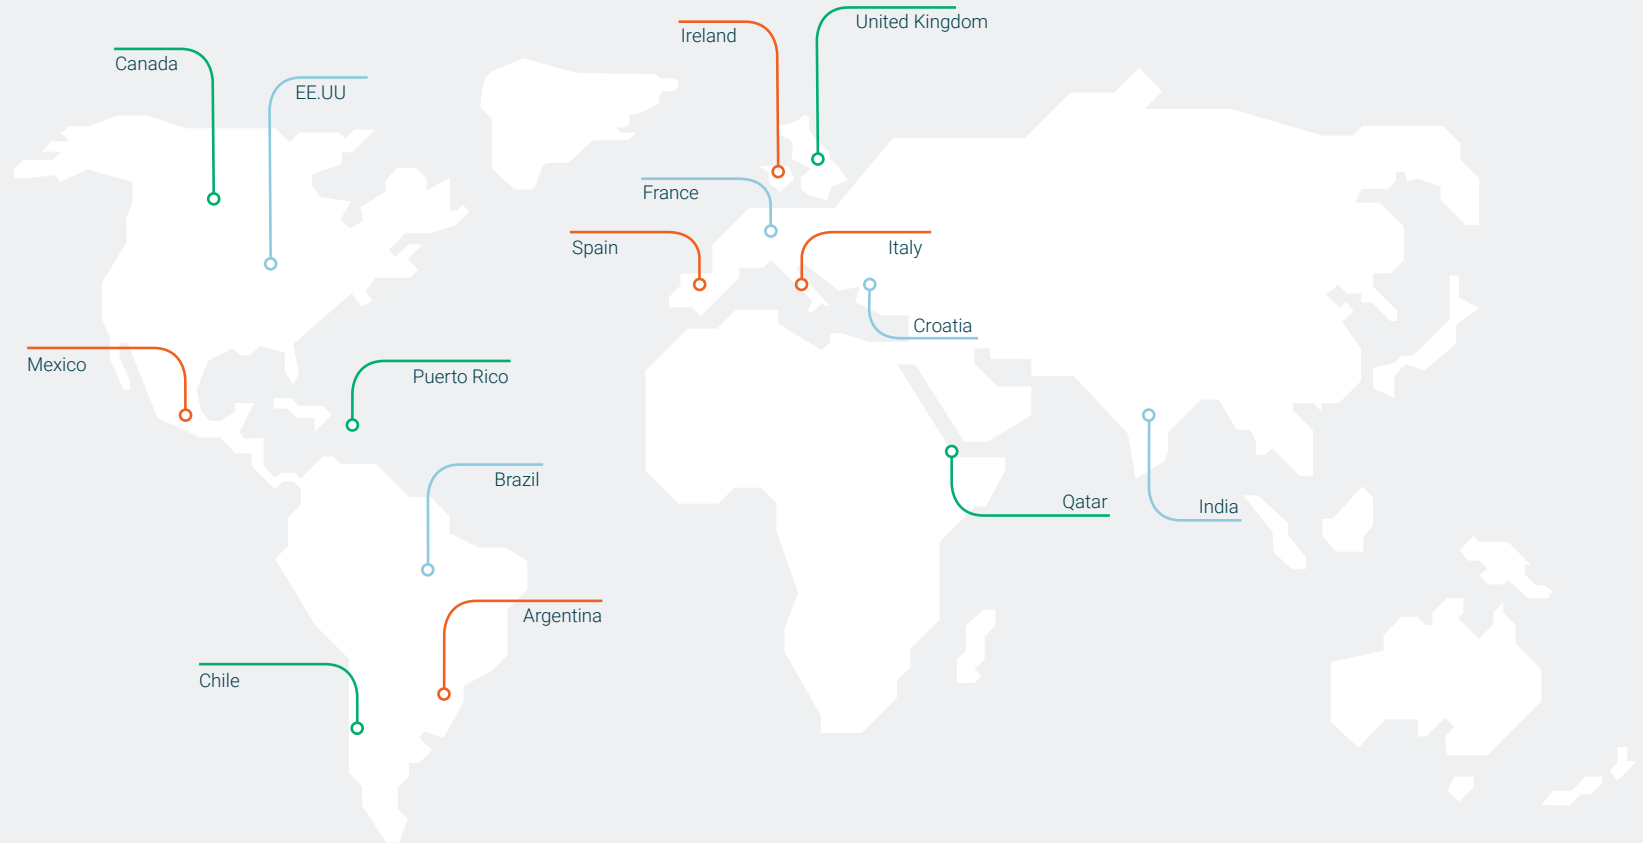 United Kingdom
Ireland
Canada
EE.UU
France
Spain
Italy
Croatia
Mexico
Puerto Rico
Brazil
Qatar
India
Argentina
Chile